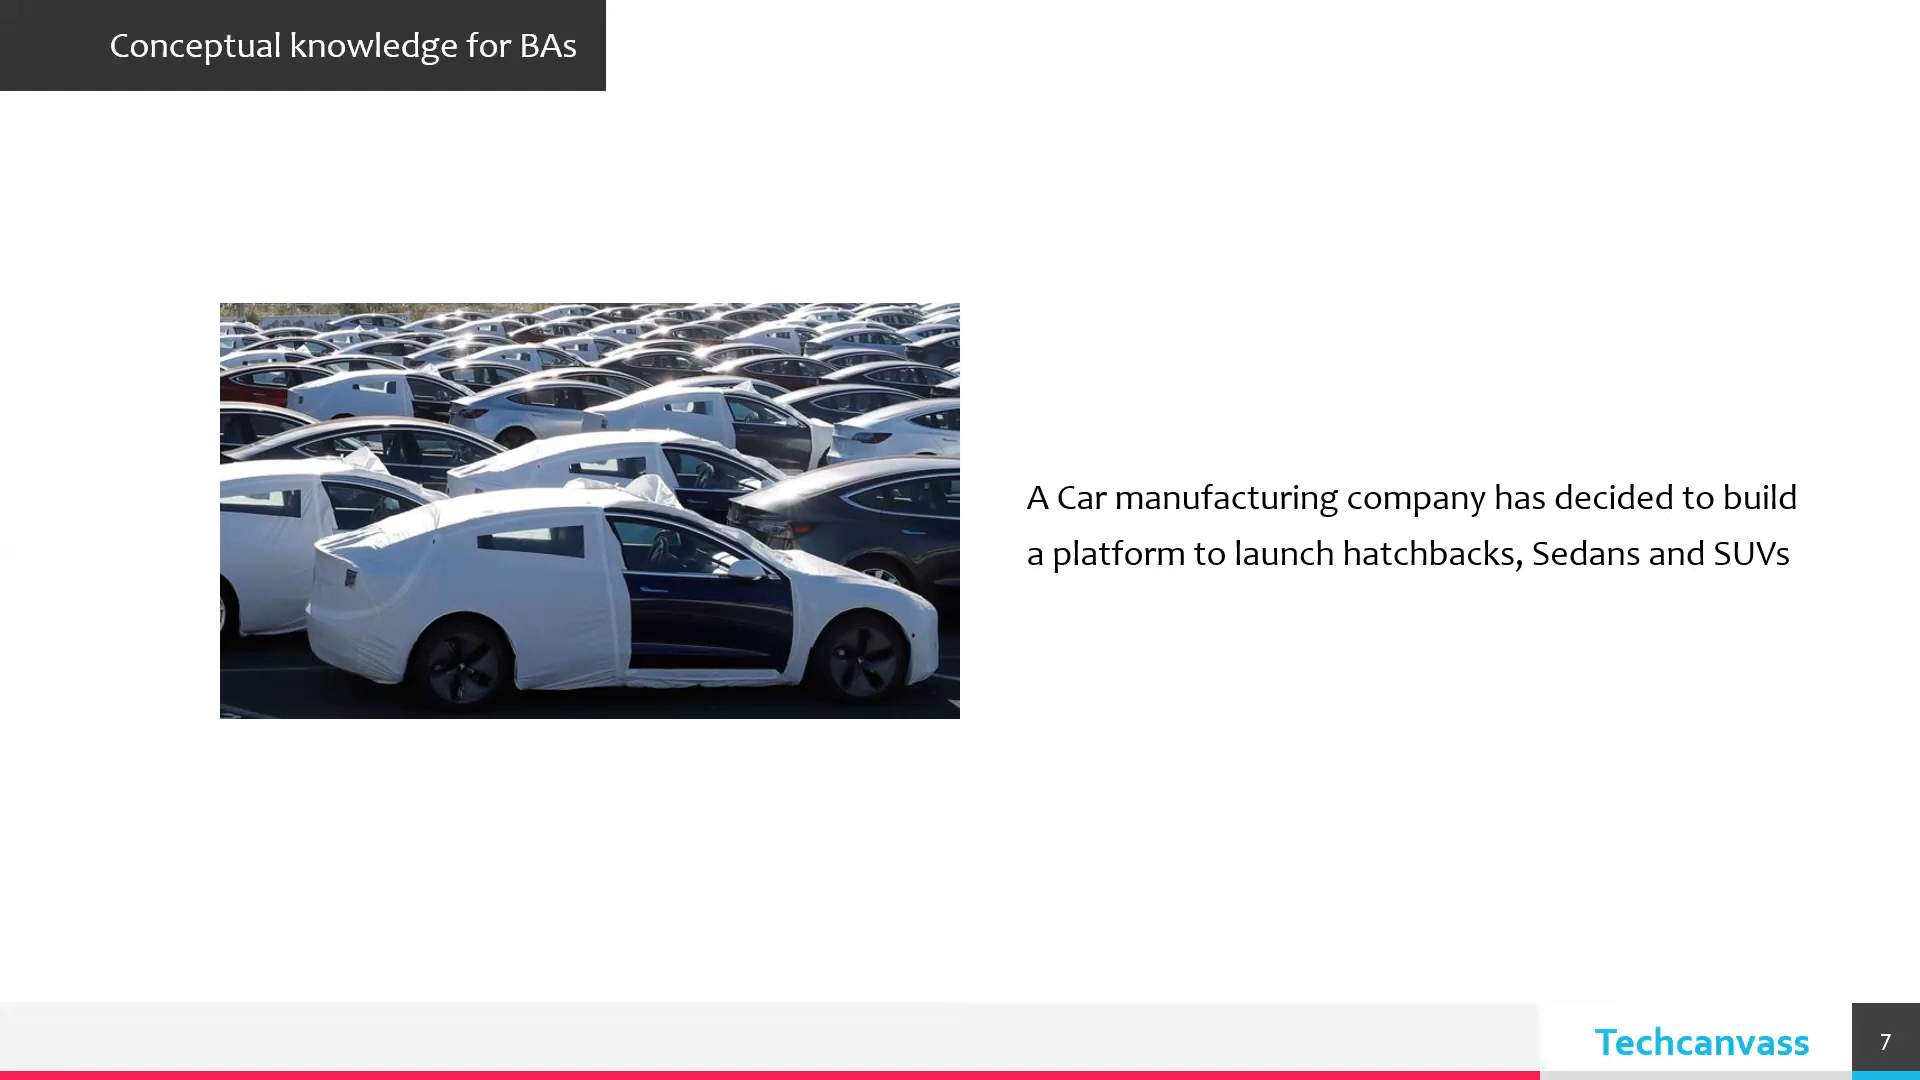 Conceptual knowledge for BAs
A Car manufacturing company has decided to build
a platform to launch hatchbacks, Sedans and SUVs
Techcanvass
7